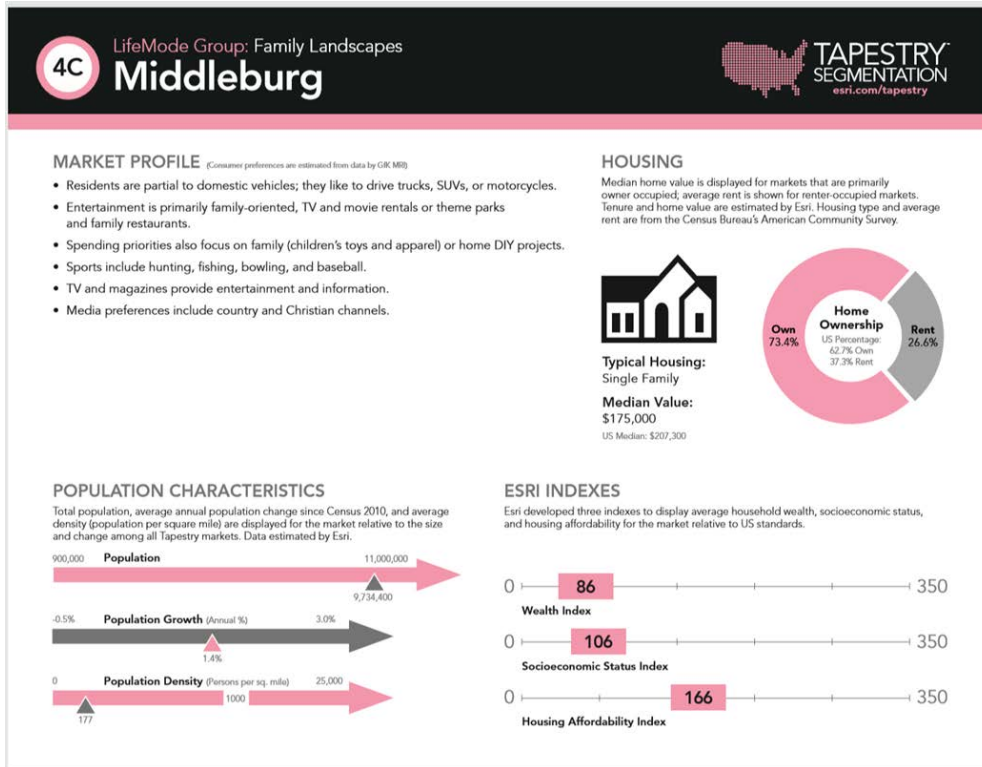 4C
LifeMode Group: Family Landscapes
Middleburg
TAPESTRY™
SEGMENTATION
esri.com/tapestry
MARKET PROFILE (Consumer preferences are estimated from data by GfK MRI)
• Residents are partial to domestic vehicles; they like to drive trucks, SUVs, or motorcycles.
• Entertainment is primarily family-oriented, TV and movie rentals or theme parks
and family restaurants.
• Spending priorities also focus on family (children's toys and apparel) or home DIY projects.
• Sports include hunting, fishing, bowling, and baseball.
• TV and magazines provide entertainment and information.
• Media preferences include country and Christian channels.
HOUSING
Median home value is displayed for markets that are primarily
owner occupied; average rent is shown for renter-occupied markets.
Tenure and home value are estimated by Esri. Housing type and average
rent are from the Census Bureau's American Community Survey.
Typical Housing:
Single Family
Median Value:
$175,000
US Median: $207,300
Own
73.4%
Home
Ownership
US Percentage:
62.7% Own
37.3% Rent
Rent
26.6%
POPULATION CHARACTERISTICS
Total population, average annual population change since Census 2010, and average
density (population per square mile) are displayed for the market relative to the size
and change among all Tapestry markets. Data estimated by Esri.
900,000 Population 11,000,000
9,734,400
-0.5% Population Growth (Annual %) 3.0%
1.4%
0 Population Density (Persons per sq. mile) 25,000
1000
177
ESRI INDEXES
Esri developed three indexes to display average household wealth, socioeconomic status,
and housing affordability for the market relative to US standards.
0 86 350
Wealth Index
0 106 350
Socioeconomic Status Index
0 166 350
Housing Affordability Index